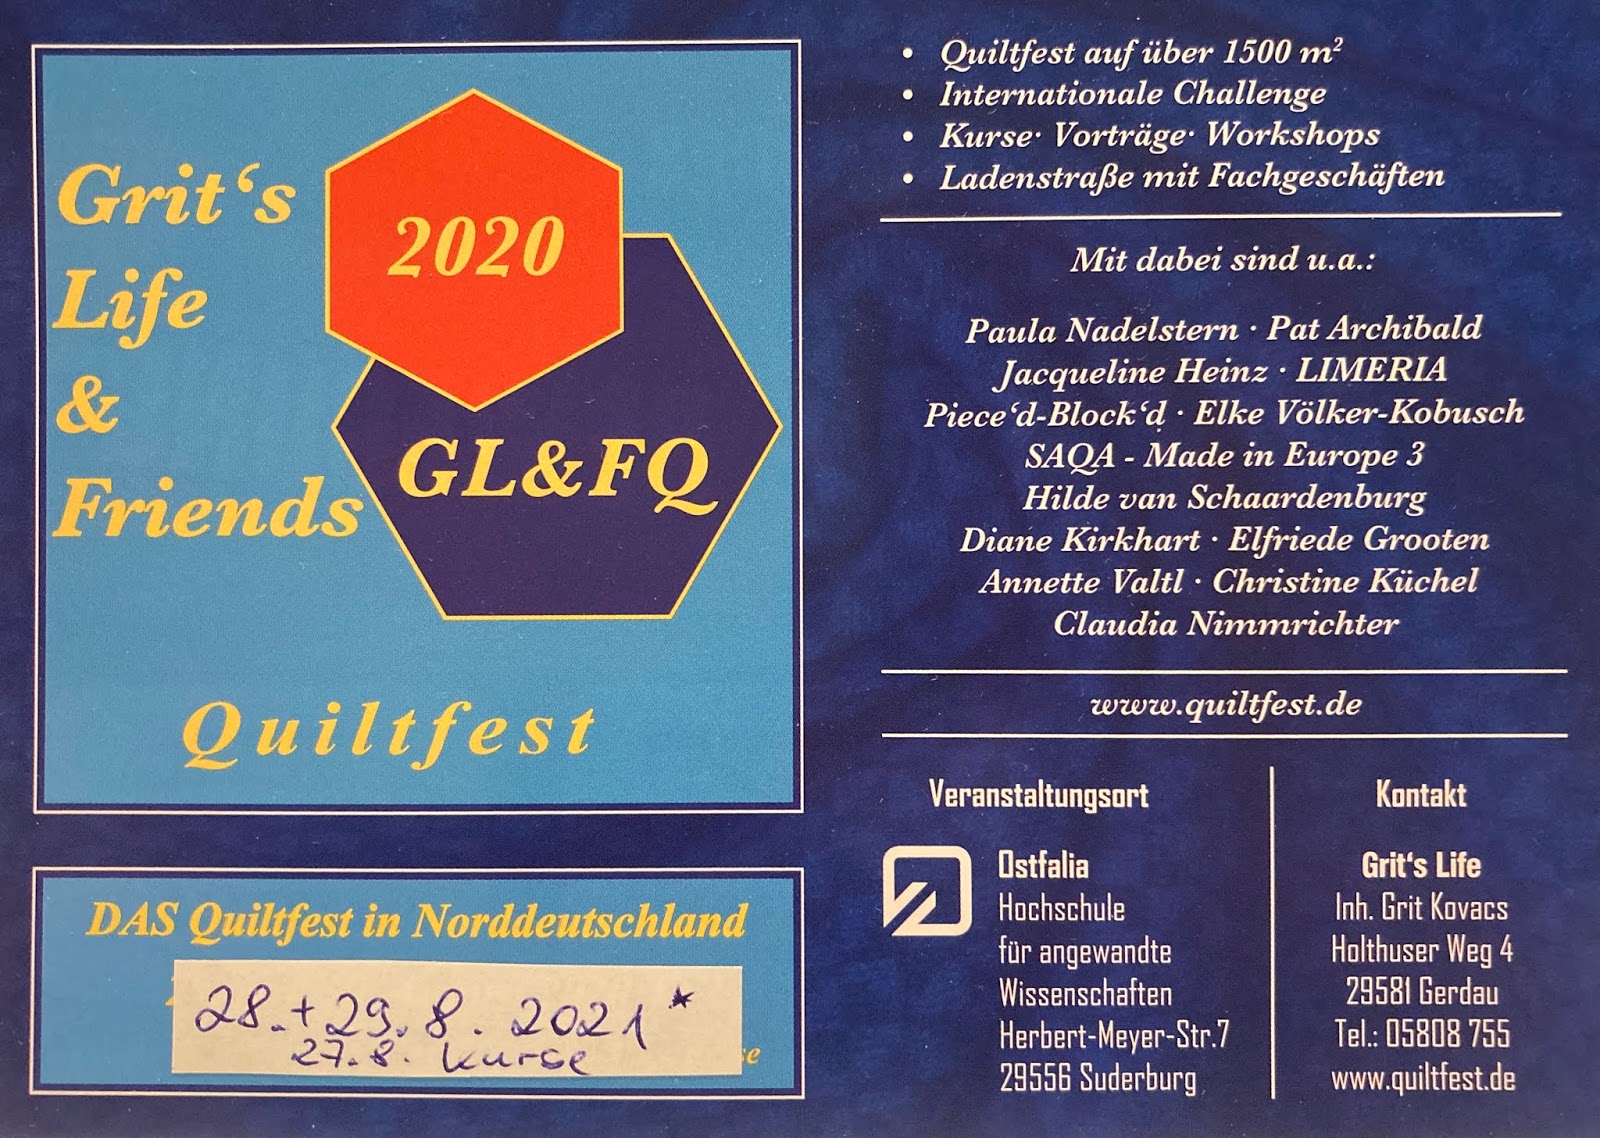 Grit‘s
Life
&
Friends
2020
GL&FQ
Quiltfest
DAS Quiltfest in Norddeutschland
28.+29.8.2021*
27.8. Kurse
se
• Quiltfest auf über 1500 m²
• Internationale Challenge
• Kurse· Vorträge· Workshops
• Ladenstraße mit Fachgeschäften
Mit dabei sind u.a.:
Paula Nadelstern · Pat Archibald
Jacqueline Heinz · LIMERIA
Piece‘d-Block‘d · Elke Völker-Kobusch
SAQA - Made in Europe 3
Hilde van Schaardenburg
Diane Kirkhart · Elfriede Grooten
Annette Valtl · Christine Küchel
Claudia Nimmrichter
www.quiltfest.de
Veranstaltungsort
Ostfalia
Hochschule
für angewandte
Wissenschaften
Herbert-Meyer-Str.7
29556 Suderburg
Kontakt
Grit‘s Life
Inh. Grit Kovacs
Holthuser Weg 4
29581 Gerdau
Tel.: 05808 755
www.quiltfest.de